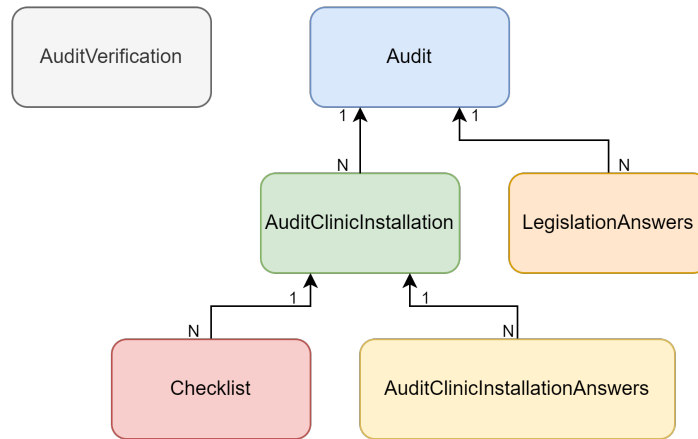 AuditVerification
Audit
1
1
N
N
AuditClinicInstallation
LegislationAnswers
1
1
N
N
Checklist
AuditClinicInstallationAnswers